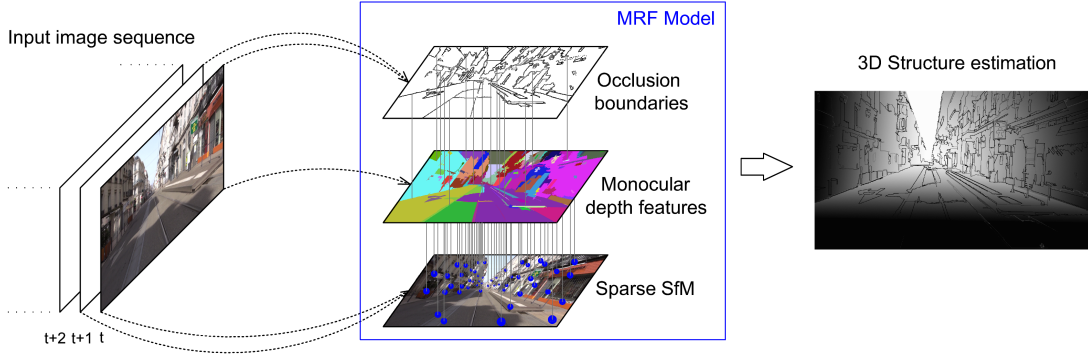 Input image sequence
t+2 t+1 t
MRF Model
Occlusion
boundaries
Monocular
depth features
Sparse SfM
3D Structure estimation